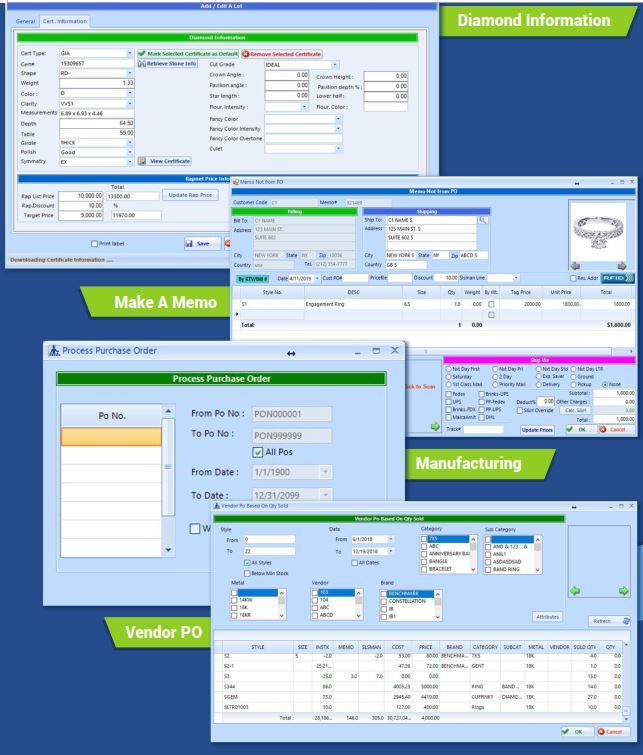 Add / Edit A Lot
General Cert - Information
Diamond Information
Diamond Information
Cert Type: GIA Mark Selected Certificate as Default Remove Selected Certificate
Cert# 15309657 Retrieve Stone Info Cut Grade IDEAL
Shape RD- Crown Angle : 0.00 Crown Height : 0.00
Weight 1.33 Pavilion angle : 0.00 Pavilion depth % : 0.00
Color : D Star length : 0.00 Lower half : 0.00
Clarity VVS1 Flour. Intensity : Flour. Color :
Measurements 6.89 x 6.93 x 4.46 Fancy Color
Depth 64.50 Fancy Color Intensity
Table 59.00 Fancy Color Overtone
Girdle THICK Culet
Polish Good
Symmetry EX View Certificate
Rapnet Price Info
Total
Rap List Price 10,000.00 13300.00 Update Rap Price
Rap.Discount 10.00 %
Target Price 9,000.00 11970.00
Print label Save
Downloading Certificate Information .....
Memo Not from PO
Memo Not from PO
Customer Code C1 Memo# 321469
Billing Shipping
Bill To: C1 NAME Ship To: C1 NAME S
Address 123 MAIN ST. Address 123 MAIN ST. S
SUITE 602 SUITE 602 S
City NEW YORK State NY Zip 10036 City NEW YORK S State NY Zip ABCD S
Country usa Tel. (212) 354-7777 Country GB S
By RTV/Bill # Date 4/11/2019 Cust PO# Pricefile Discount 10.00 Slsman Line Res. Addr RFID
Style No. DESC Size Qty Weight By Wt. Tag Price Unit Price Total
S1 Engagement Ring 6.5 1.0 0.00 2000.00 1800.00 1800.00
Total: 1 0.00 $1,800.00
Make A Memo
Ship Via
Nxt Day First Nxt Day Pri Nxt Day Std Nxt Day LTR
Saturday 2 Day Exp. Saver Ground
1st Class Mail Priority Mail Delivery Pickup None
Click to Scan
Fedex Brinks-UPS Subtotal : 1,800.00
UPS PP-Fedex Deduct% 0.00 Other Charges : 0.00
Brinks-FDX PP-UPS S&H Override Calc. S&H 0.00
MalcaAmit DHL Total : 1,800.00
Track# Update Prices OK Cancel
Process Purchase Order
Process Purchase Order
Po No. From Po No : PON000001
To Po No : PON999999
All Pos
From Date : 1/1/1900
To Date : 12/31/2099
W
Manufacturing
Vendor Po Based On Qty Sold
Vendor Po Based On Qty Sold
Style Date Category Sub Category
From 0 From 6/1/2018 7X5
To ZZ To 12/19/2018 ABC AND & 123 &
All Styles All Dates ANNIVERSARY BAI ANIL1
Below Min Stock BANGLE ASDASDSAD
BRACELET BAND RING
Metal Vendor Brand
103 BENCHMARK
14KW 104 CONSTELLATION
18K ABC IB
18KR ABCD IB1
Attributes Refresh
Vendor PO
STYLE SIZE INSTK MEMO SLSMAN COST PRICE BRAND CATEGORY SUBCAT METAL VENDOR SOLD QTY QTY
S2 5 -2.0 -2.0 53.00 80.00 BENCHMA... 7X5 18K 4.0 0.0
S2-1 2521... 47.36 72.00 BENCHMA... GENT 18K 1.0 0.0
S3 -25.0 3.0 7.0 0.00 0.00 15.0 0.0
S344 86.0 4005.25 5000.00 RING BAND... 18K 14.0 0.0
SGEM 73.0 2945.40 4419.00 CUFFINK1 DIAMO... 18K 27.0 0.0
SLTR01003 10.0 127.00 400.00 Rings 18K 10.0 0.0
Total : 28,186... 146.0 305.0 30,727,04... 4,000.00
OK Cancel